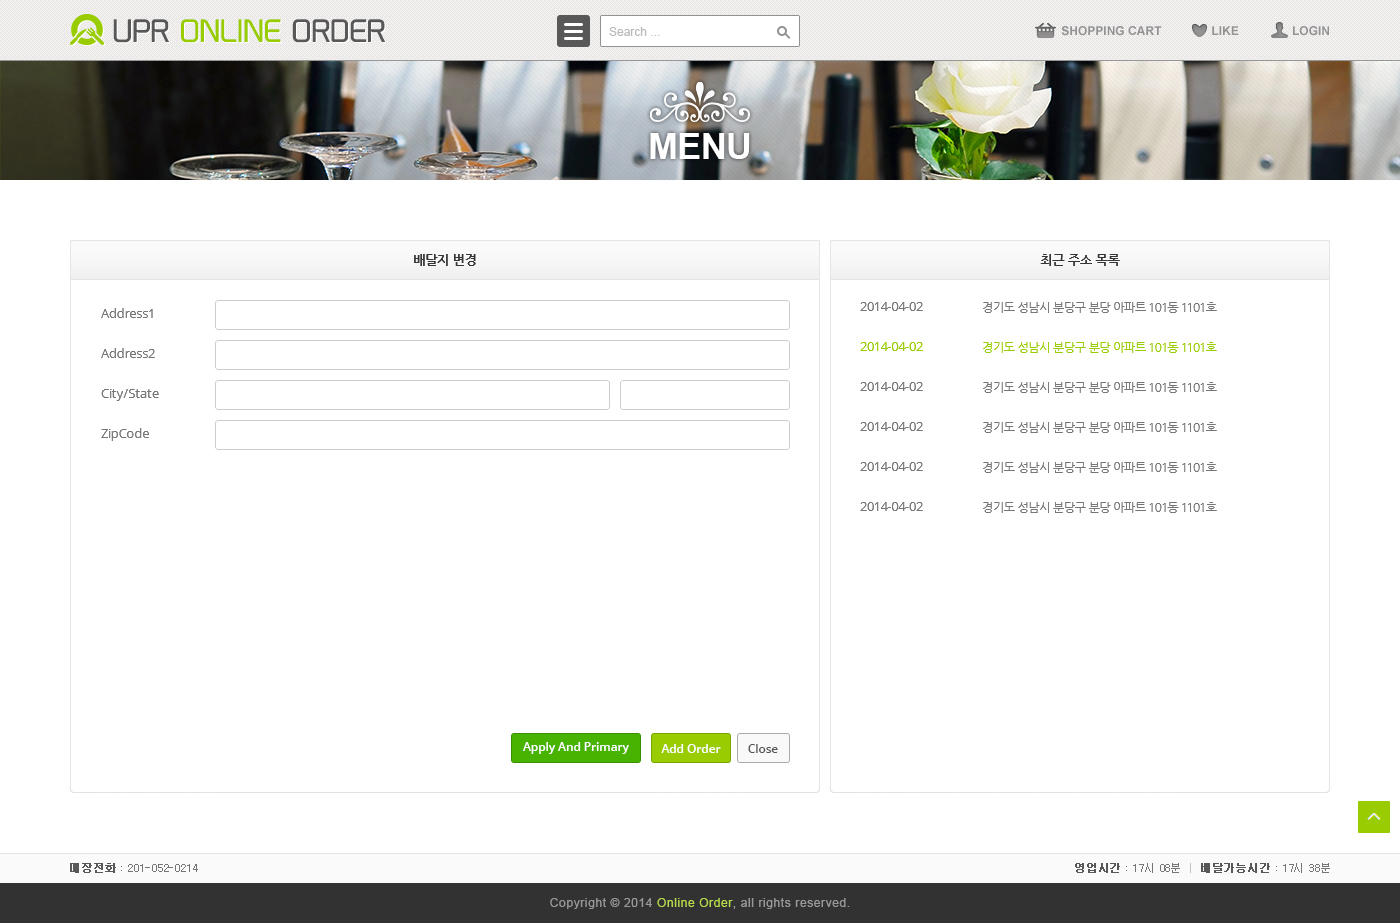 UPR ONLINE ORDER
Search ...
SHOPPING CART
LIKE
LOGIN
MENU
배달지 변경
Address1
Address2
City/State
ZipCode
Apply And Primary
Add Order
Close
최근 주소 목록
2014-04-02 경기도 성남시 분당구 분당 아파트 101동 1101호
2014-04-02 경기도 성남시 분당구 분당 아파트 101동 1101호
2014-04-02 경기도 성남시 분당구 분당 아파트 101동 1101호
2014-04-02 경기도 성남시 분당구 분당 아파트 101동 1101호
2014-04-02 경기도 성남시 분당구 분당 아파트 101동 1101호
2014-04-02 경기도 성남시 분당구 분당 아파트 101동 1101호
매장전화 : 201-052-0214
영업시간 : 17시 08분 | 배달가능시간 : 17시 38분
Copyright © 2014 Online Order, all rights reserved.